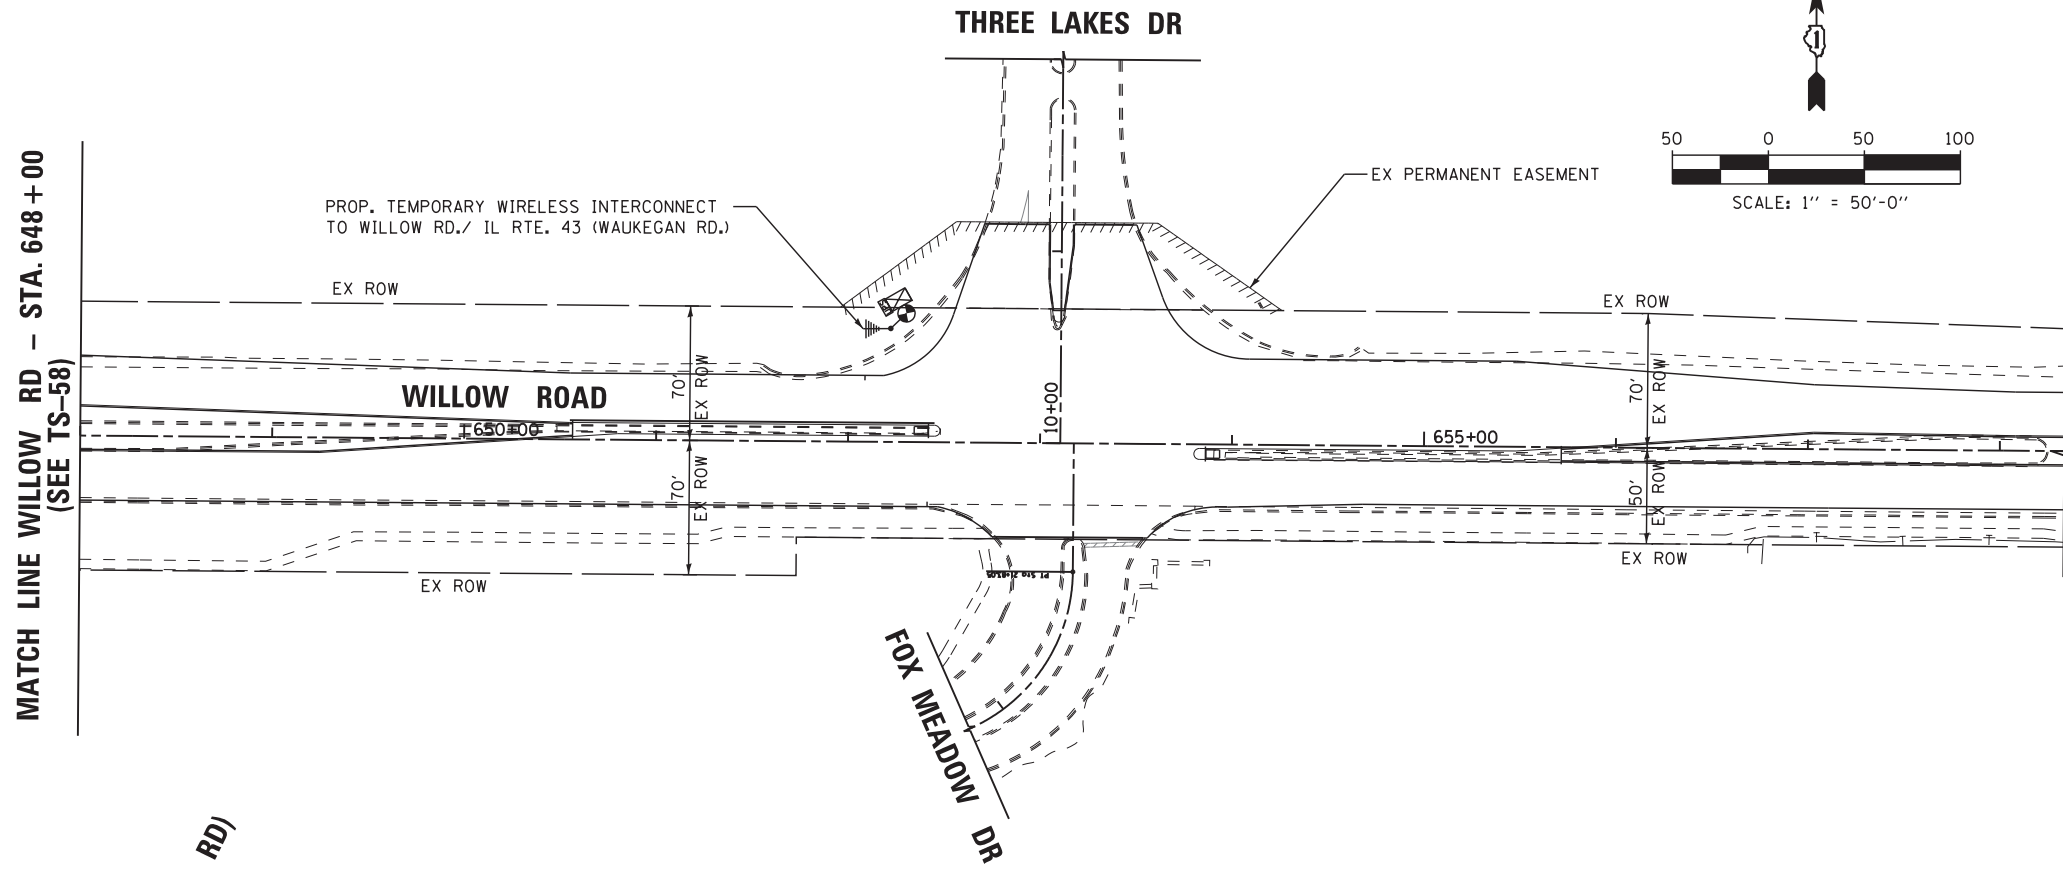 THREE LAKES DR
50 0 50 100
SCALE: 1'' = 50'-0''
MATCH LINE WILLOW RD - STA. 648+00
(SEE TS-58)
PROP. TEMPORARY WIRELESS INTERCONNECT
TO WILLOW RD./ IL RTE. 43 (WAUKEGAN RD.)
EX PERMANENT EASEMENT
EX ROW
EX ROW
70'
EX ROW
70'
EX ROW
WILLOW ROAD
10+00
650+00
655+00
70'
EX ROW
50'
EX ROW
EX ROW
EX ROW
FOX MEADOW DR
RD)